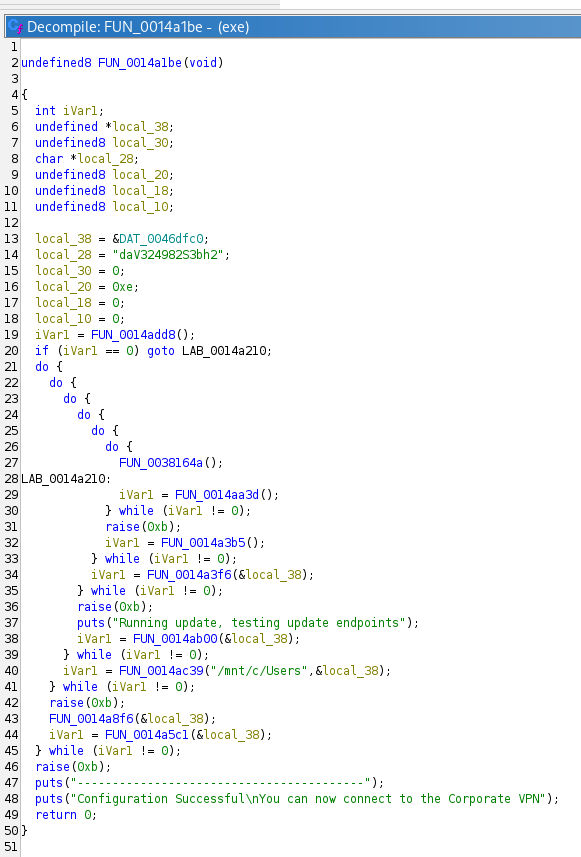 Decompile: FUN_0014a1be - (exe)
1
2 undefined8 FUN_0014a1be(void)
3
4 {
5   int iVar1;
6   undefined *local_38;
7   undefined8 local_30;
8   char *local_28;
9   undefined8 local_20;
10   undefined8 local_18;
11   undefined8 local_10;
12
13   local_38 = &DAT_0046dfc0;
14   local_28 = "daV324982S3bh2";
15   local_30 = 0;
16   local_20 = 0xe;
17   local_18 = 0;
18   local_10 = 0;
19   iVar1 = FUN_0014add8();
20   if (iVar1 == 0) goto LAB_0014a210;
21   do {
22     do {
23       do {
24         do {
25           do {
26             do {
27               FUN_0038164a();
28 LAB_0014a210:
29               iVar1 = FUN_0014aa3d();
30             } while (iVar1 != 0);
31             raise(0xb);
32             iVar1 = FUN_0014a3b5();
33           } while (iVar1 != 0);
34           iVar1 = FUN_0014a3f6(&local_38);
35         } while (iVar1 != 0);
36         raise(0xb);
37         puts("Running update, testing update endpoints");
38         iVar1 = FUN_0014ab00(&local_38);
39       } while (iVar1 != 0);
40       iVar1 = FUN_0014ac39("/mnt/c/Users",&local_38);
41     } while (iVar1 != 0);
42     raise(0xb);
43     FUN_0014a8f6(&local_38);
44     iVar1 = FUN_0014a5c1(&local_38);
45   } while (iVar1 != 0);
46   raise(0xb);
47   puts("-----------------------------------------");
48   puts("Configuration Successful\nYou can now connect to the Corporate VPN");
49   return 0;
50 }
51